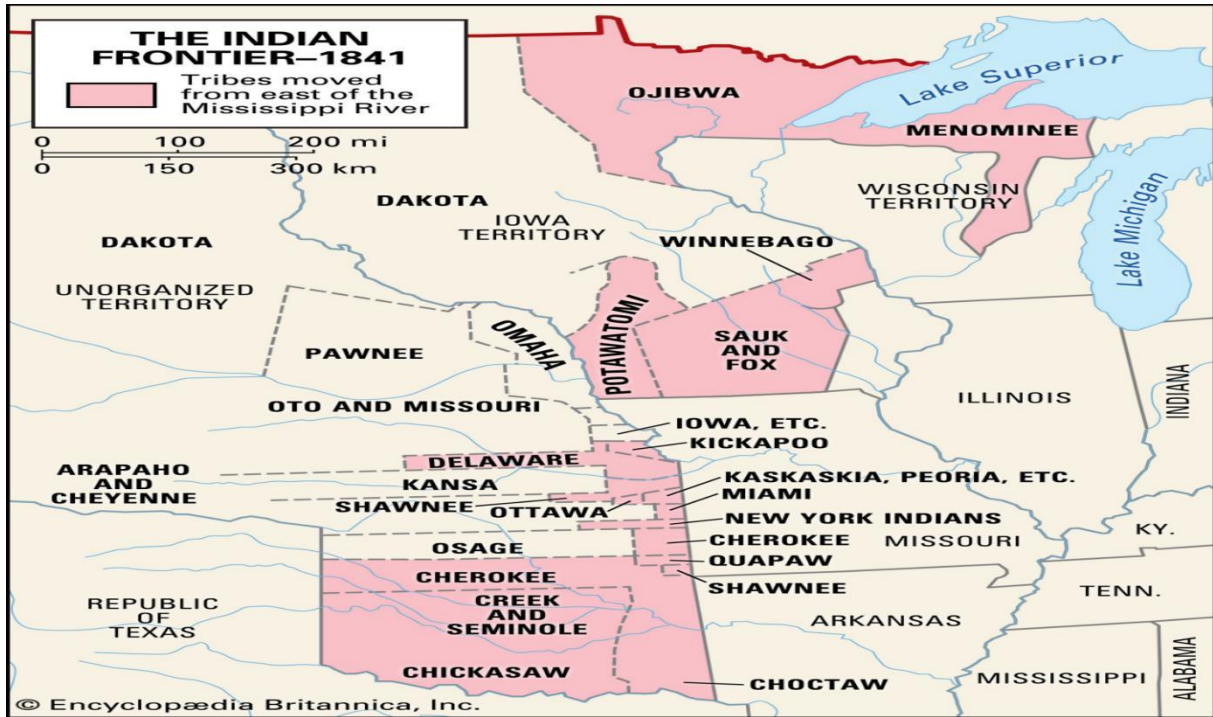 THE INDIAN
FRONTIER–1841
Tribes moved
from east of the
Mississippi River
0 100 200 mi
0 150 300 km
Lake Superior
OJIBWA
MENOMINEE
WISCONSIN
TERRITORY
Lake Michigan
DAKOTA
IOWA
TERRITORY
DAKOTA
WINNEBAGO
UNORGANIZED
TERRITORY
OMAHA
POTAWATOMI
PAWNEE
SAUK
AND
FOX
INDIANA
ILLINOIS
OTO AND MISSOURI
IOWA, ETC.
KICKAPOO
DELAWARE
ARAPAHO
AND
CHEYENNE
KANSA
KASKASKIA, PEORIA, ETC.
MIAMI
SHAWNEE
OTTAWA
NEW YORK INDIANS
CHEROKEE
MISSOURI
KY.
OSAGE
QUAPAW
CHEROKEE
SHAWNEE
TENN.
CREEK
AND
SEMINOLE
REPUBLIC
OF
TEXAS
ARKANSAS
CHICKASAW
CHOCTAW
MISSISSIPPI
ALABAMA
© Encyclopædia Britannica, Inc.